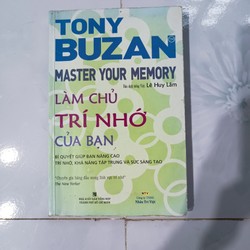 TONY
BUZAN
MASTER YOUR MEMORY
Lê Huy Lâm
LÀM CHỦ
TRÍ NHỚ
CỦA BẠN
BÍ QUYẾT GIÚP BẠN NÂNG CAO
TRÍ NHỚ, KHẢ NĂNG TẬP TRUNG VÀ SỨC SÁNG TẠO